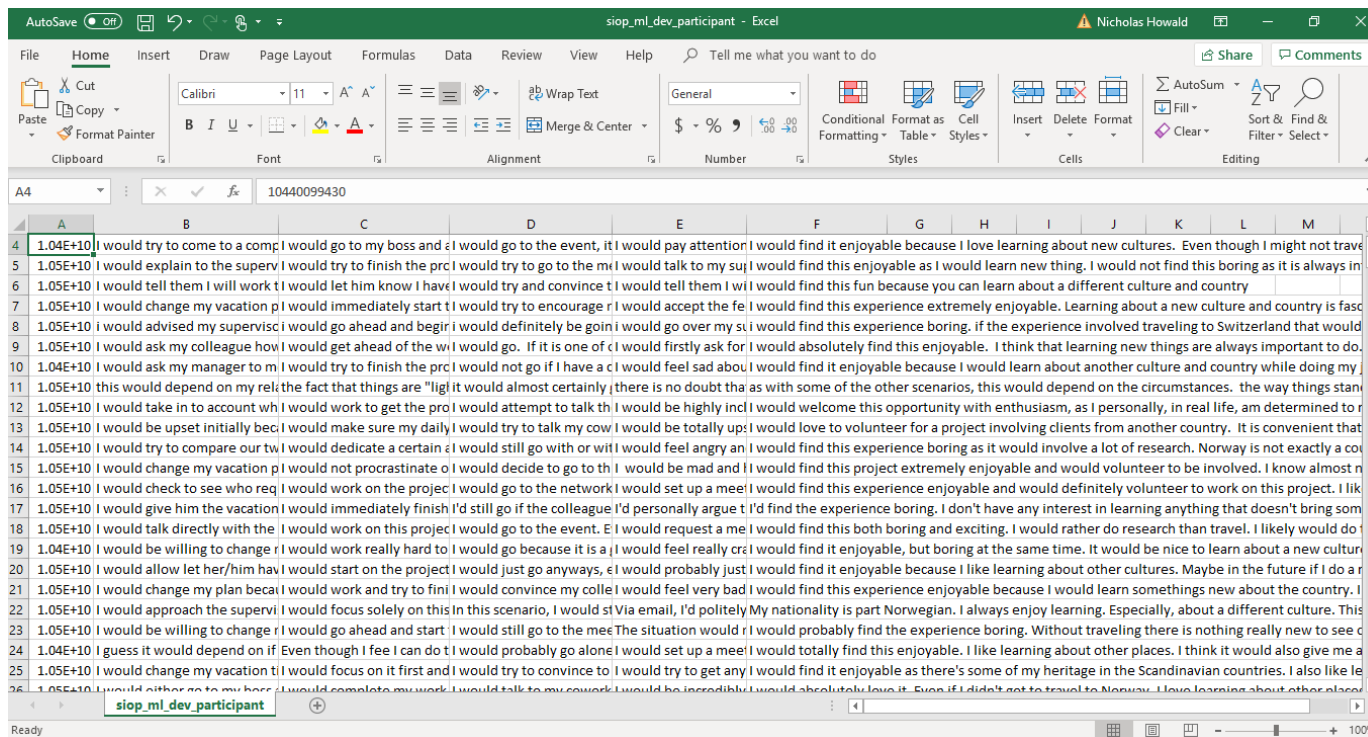 AutoSave Off siop_ml_dev_participant - Excel Nicholas Howald
File Home Insert Draw Page Layout Formulas Data Review View Help Tell me what you want to do Share Comments
Cut Calibri 11 Wrap Text General AutoSum
Copy Fill
Paste Format Painter B I U Merge & Center $ % Conditional Formatting Format as Table Cell Styles Insert Delete Format Clear Sort & Filter Find & Select
Clipboard Font Alignment Number Styles Cells Editing
A4 fx 10440099430
A B C D E F G H I J K L M
4 1.04E+10 I would try to come to a comp I would go to my boss and a I would go to the event, it I would pay attention I would find it enjoyable because I love learning about new cultures. Even though I might not trave
5 1.05E+10 I would explain to the superv I would try to finish the pro I would try to go to the me I would talk to my sup I would find this enjoyable as I would learn new thing. I would not find this boring as it is always in
6 1.05E+10 I would tell them I will work t I would let him know I have I would try and convince t I would tell them I wi I would find this fun because you can learn about a different culture and country
7 1.05E+10 I would change my vacation p I would immediately start t I would try to encourage r I would accept the fe I would find this experience extremely enjoyable. Learning about a new culture and country is fasc
8 1.05E+10 i would advised my supervisc i would go ahead and begir i would definitely be goin i would go over my su i would find this experience boring. if the experience involved traveling to Switzerland that would
9 1.05E+10 I would ask my colleague how I would get ahead of the w I would go. If it is one of c I would firstly ask for I would absolutely find this enjoyable. I think that learning new things are always important to do.
10 1.04E+10 I would ask my manager to m I would try to finish the pro I would not go if I have a c I would feel sad abou I would find it enjoyable because I would learn about another culture and country while doing my j
11 1.05E+10 this would depend on my rela the fact that things are "ligh it would almost certainly there is no doubt tha as with some of the other scenarios, this would depend on the circumstances. the way things stan
12 1.05E+10 I would take in to account wh I would work to get the pro I would attempt to talk th I would be highly incl I would welcome this opportunity with enthusiasm, as I personally, in real life, am determined to r
13 1.05E+10 I would be upset initially beca I would make sure my daily I would try to talk my cow I would be totally ups I would love to volunteer for a project involving clients from another country. It is convenient that
14 1.05E+10 I would try to compare our tw I would dedicate a certain a I would still go with or wit I would feel angry an I would find this experience boring as it would involve a lot of research. Norway is not exactly a cou
15 1.05E+10 I would change my vacation p I would not procrastinate o I would decide to go to th I would be mad and I would find this project extremely enjoyable and would volunteer to be involved. I know almost n
16 1.05E+10 I would check to see who req I would work on the projec I would go to the network I would set up a mee I would find this experience enjoyable and would definitely volunteer to work on this project. I lik
17 1.05E+10 I would give him the vacation I would immediately finish I'd still go if the colleague I'd personally argue t I'd find the experience boring. I don't have any interest in learning anything that doesn't bring som
18 1.05E+10 I would talk directly with the I would work on this projec I would go to the event. E I would request a me I would find this both boring and exciting. I would rather do research than travel. I likely would do
19 1.04E+10 I would be willing to change r I would work really hard to I would go because it is a I would feel really cra I would find it enjoyable, but boring at the same time. It would be nice to learn about a new cultur
20 1.05E+10 I would allow let her/him hav I would start on the project I would just go anyways, e I would probably just I would find it enjoyable because I like learning about other cultures. Maybe in the future if I do a r
21 1.05E+10 I would change my plan becau I would work and try to fini I would convince my colle I would feel very bad I would find this experience enjoyable because I would learn somethings new about the country. I
22 1.05E+10 I would approach the supervi I would focus solely on this In this scenario, I would st Via email, I'd politely My nationality is part Norwegian. I always enjoy learning. Especially, about a different culture. This
23 1.05E+10 I would be willing to change r I would go ahead and start I would still go to the mee The situation would r I would probably find the experience boring. Without traveling there is nothing really new to see
24 1.04E+10 I guess it would depend on if Even though I fee I can do t I would probably go alone I would set up a mee I would totally find this enjoyable. I like learning about other places. I think it would also give me a
25 1.05E+10 I would change my vacation ti I would focus on it first and I would try to convince to I would try to get any I would find it enjoyable as there's some of my heritage in the Scandinavian countries. I also like le
26 1.05E+10 I would either go to my boss I would complete my work I would talk to my cowork I would be incredibly I would absolutely love it. Even if I didn't get to travel to Norway, I love learning about other places
siop_ml_dev_participant
Ready 100